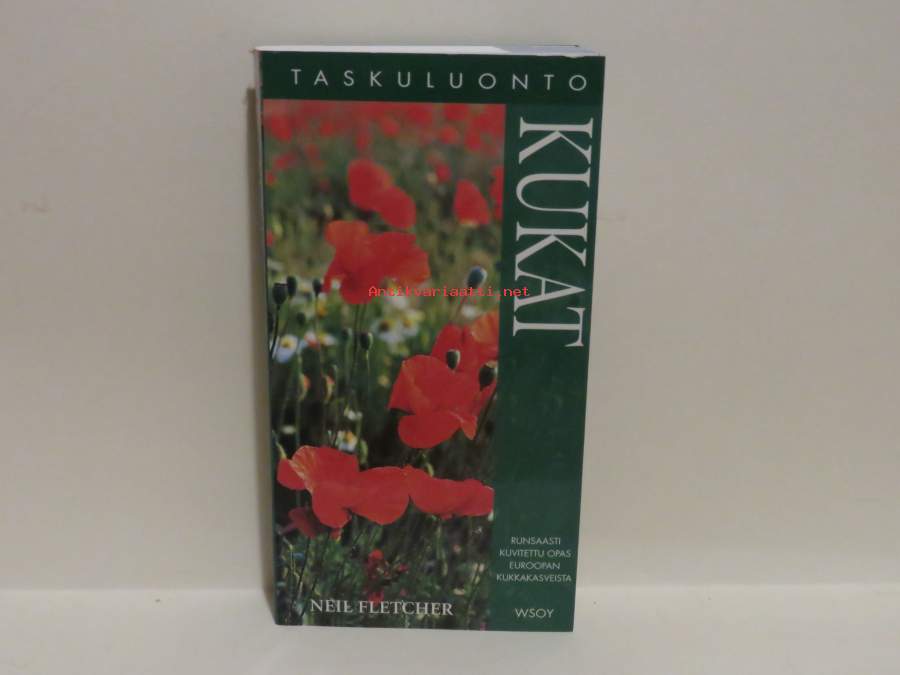 TASKULUONTO
KUKAT
Antikvariaatti.net
RUNSAASTI
KUVITETTU OPAS
EUROOPAN
KUKKAKASVEISTA
NEIL FLETCHER
WSOY